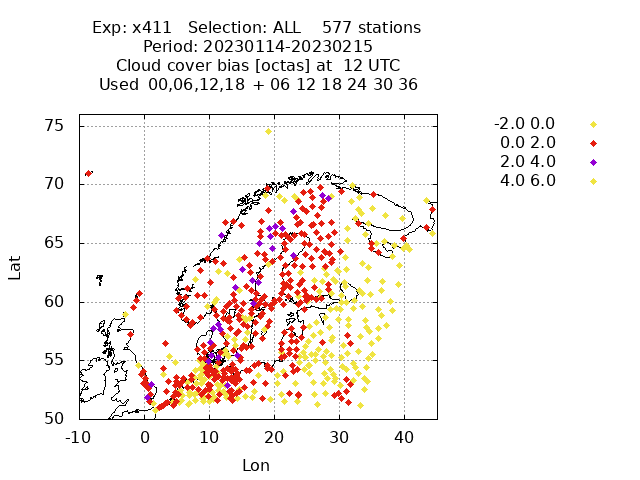 Exp: x411 Selection: ALL 577 stations
Period: 20230114-20230215
Cloud cover bias [octas] at 12 UTC
Used 00,06,12,18 + 06 12 18 24 30 36
-2.0 0.0
0.0 2.0
2.0 4.0
4.0 6.0
75
70
65
60
55
50
Lat
-10 0 10 20 30 40
Lon